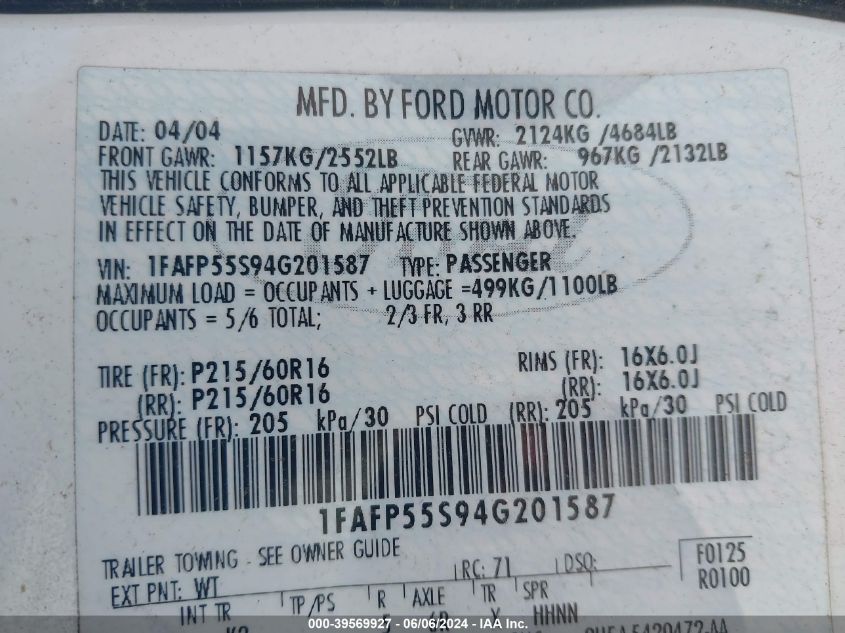 MFD. BY FORD MOTOR CO.
DATE: 04/04 GVWR: 2124KG /4684LB
FRONT GAWR: 1157KG/2552LB REAR GAWR: 967KG /2132LB
THIS VEHICLE CONFORMS TO ALL APPLICABLE FEDERAL MOTOR
VEHICLE SAFETY, BUMPER, AND THEFT PREVENTION STANDARDS
IN EFFECT ON THE DATE OF MANUFACTURE SHOWN ABOVE.
VIN: 1FAFP55S94G201587 TYPE: PASSENGER
MAXIMUM LOAD = OCCUPANTS + LUGGAGE =499KG/1100LB
OCCUPANTS = 5/6 TOTAL; 2/3 FR, 3 RR
TIRE (FR): P215/60R16 RIMS (FR): 16X6.0J
(RR): P215/60R16 (RR): 16X6.0J
PRESSURE (FR): 205 kPa/30 PSI COLD (RR): 205 kPa/30 PSI COLD
1FAFP55S94G201587
TRAILER TOWING - SEE OWNER GUIDE
EXT PNT: WT RC: 71 DSO: F0125
R0100
INT TR TP/PS R AXLE TR SPR
HHNN
000-39569927 - 06/06/2024 - IAA Inc.